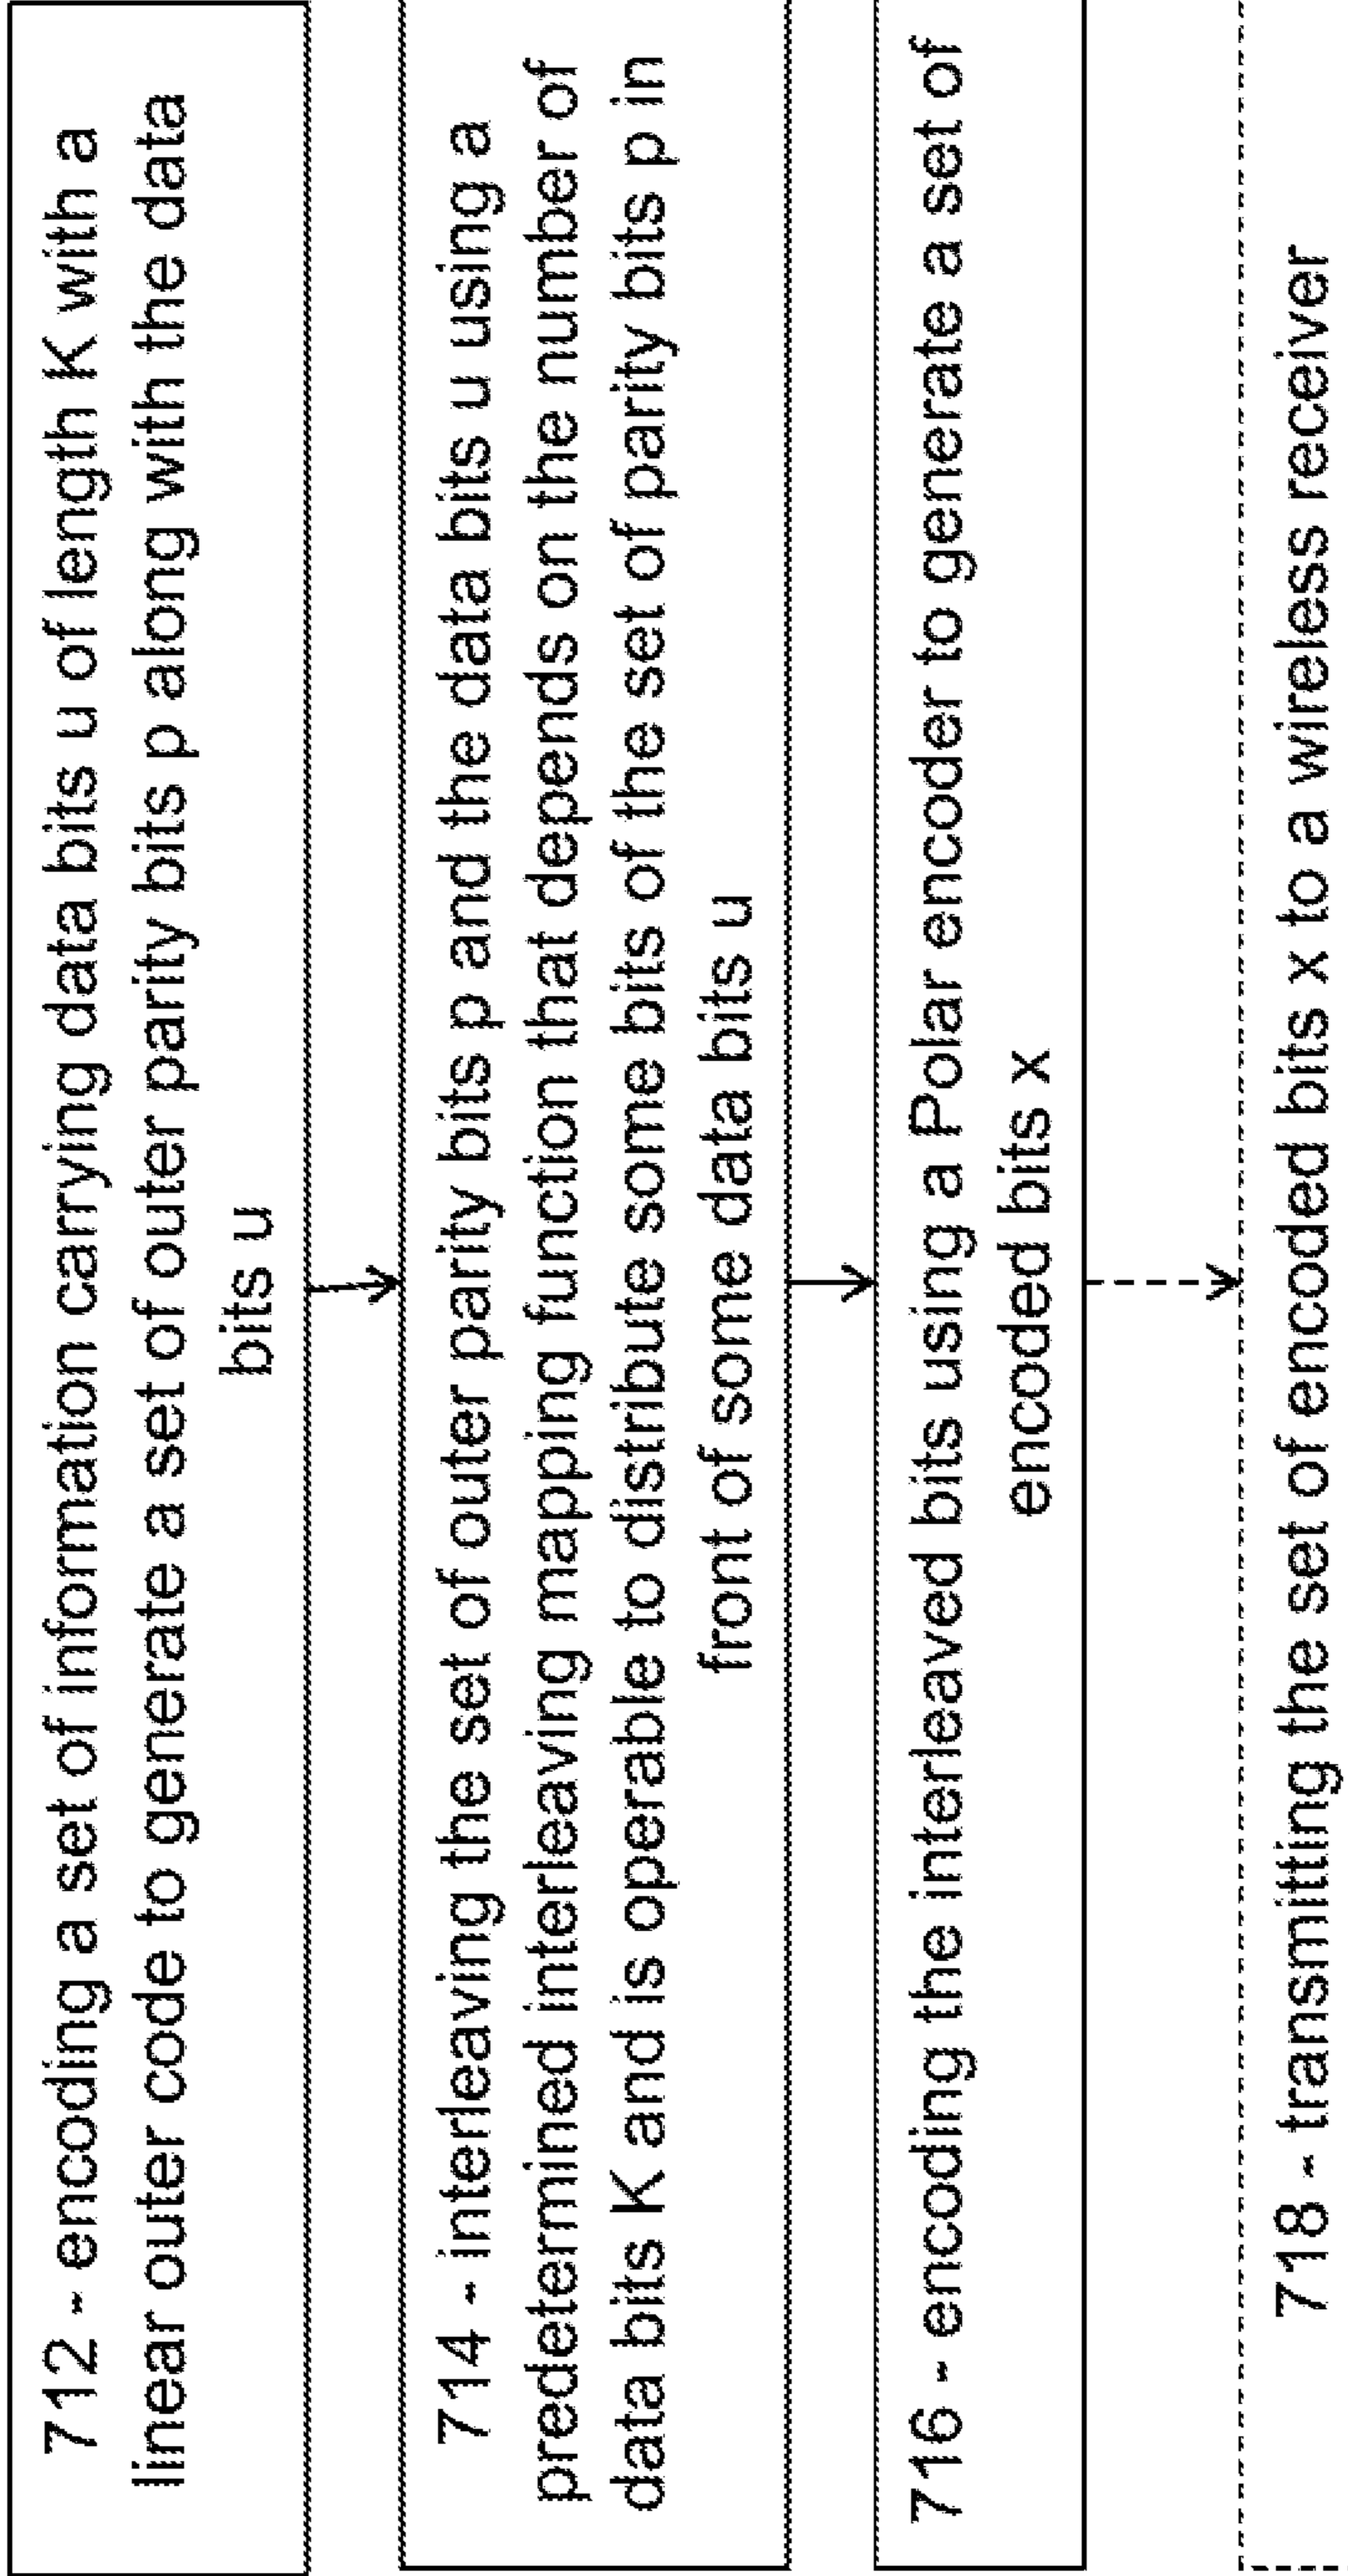 712 - encoding a set of information carrying data bits u of length K with a
linear outer code to generate a set of outer parity bits p along with the data
bits u
714 - interleaving the set of outer parity bits p and the data bits u using a
predetermined interleaving mapping function that depends on the number of
data bits K and is operable to distribute some bits of the set of parity bits p in
front of some data bits u
716 - encoding the interleaved bits using a Polar encoder to generate a set of
encoded bits x
718 - transmitting the set of encoded bits x to a wireless receiver